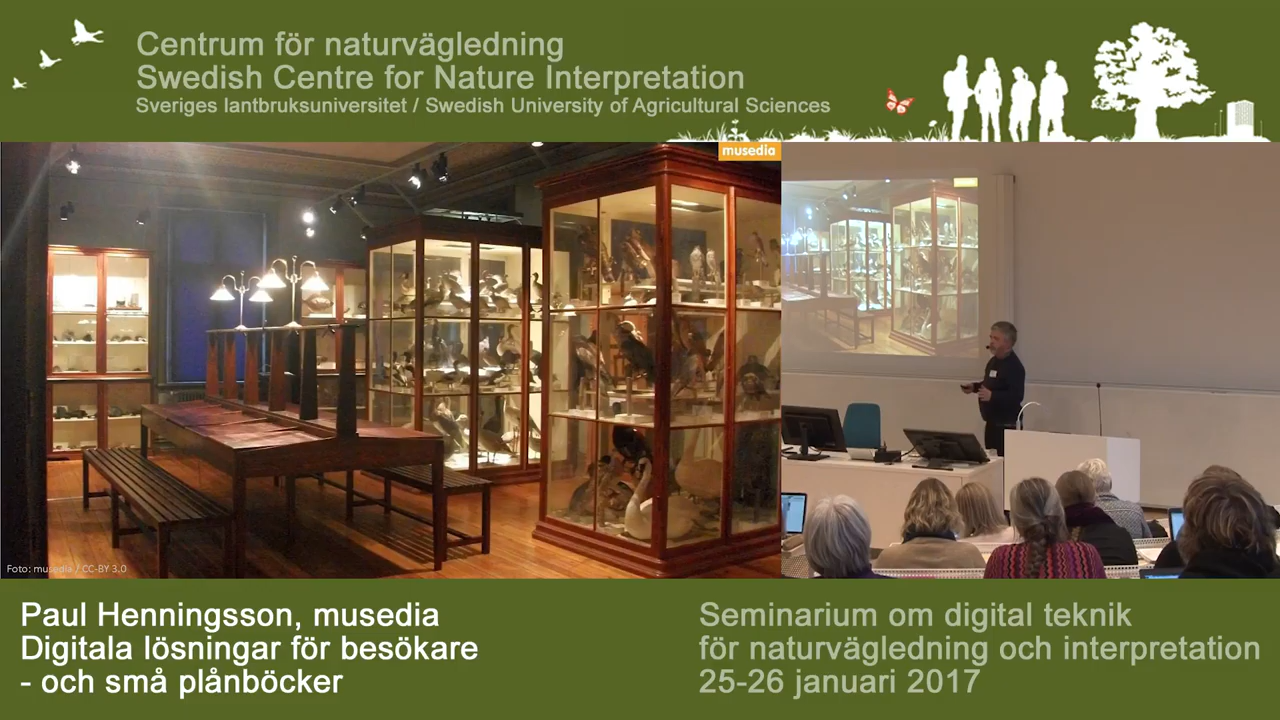 Centrum för naturvägledning
Swedish Centre for Nature Interpretation
Sveriges lantbruksuniversitet / Swedish University of Agricultural Sciences
musedia
Foto: musedia / CC-BY 3.0
Paul Henningsson, musedia
Digitala lösningar för besökare
- och små plånböcker
Seminarium om digital teknik
för naturvägledning och interpretation
25-26 januari 2017